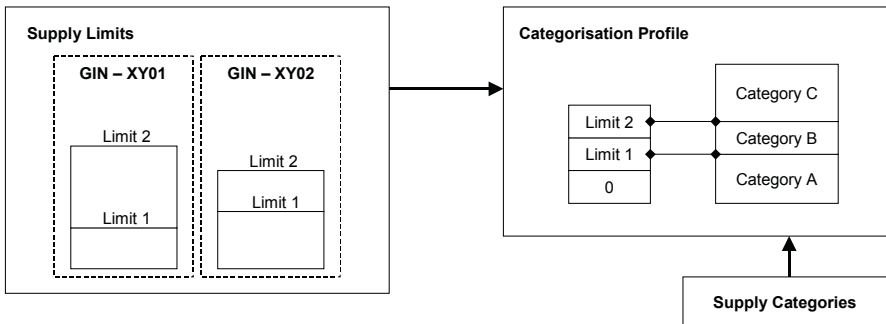 Supply Limits
GIN – XY01
GIN – XY02
Limit 2
Limit 1
Limit 2
Limit 1
Categorisation Profile
Limit 2
Limit 1
0
Category C
Category B
Category A
Supply Categories